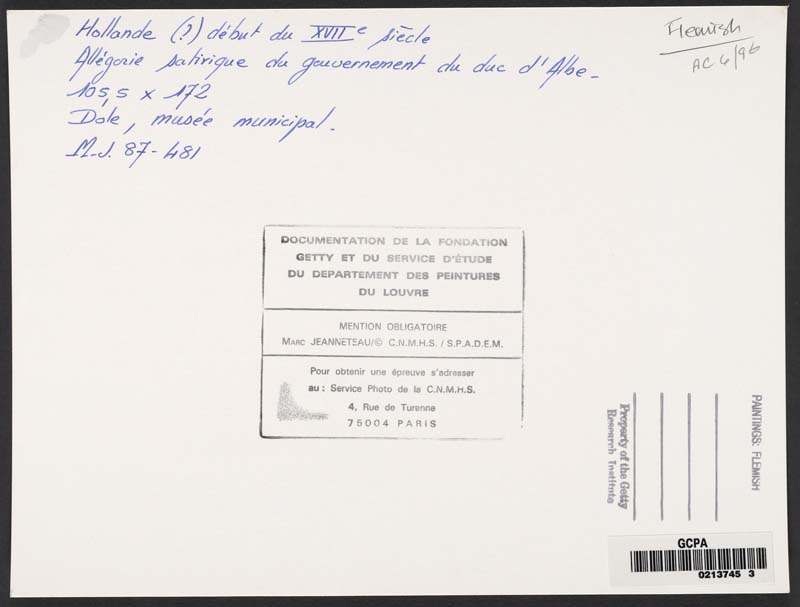 Hollande (?) début du XVIIe siècle
Allégorie satirique du gouvernement du duc d'Albe.
105,5 x 172
Dole, musée municipal.
M.J. 87-481
Flemish
AC 6/96
DOCUMENTATION DE LA FONDATION
GETTY ET DU SERVICE D'ÉTUDE
DU DEPARTEMENT DES PEINTURES
DU LOUVRE
MENTION OBLIGATOIRE
MARC JEANNETEAU/© C.N.M.H.S. / S.P.A.D.E.M.
Pour obtenir une épreuve s'adresser
au : Service Photo de la C.N.M.H.S.
4, Rue de Turenne
75004 PARIS
PAINTINGS: FLEMISH
Property of the Getty
Research Institute
GCPA
0213745 3